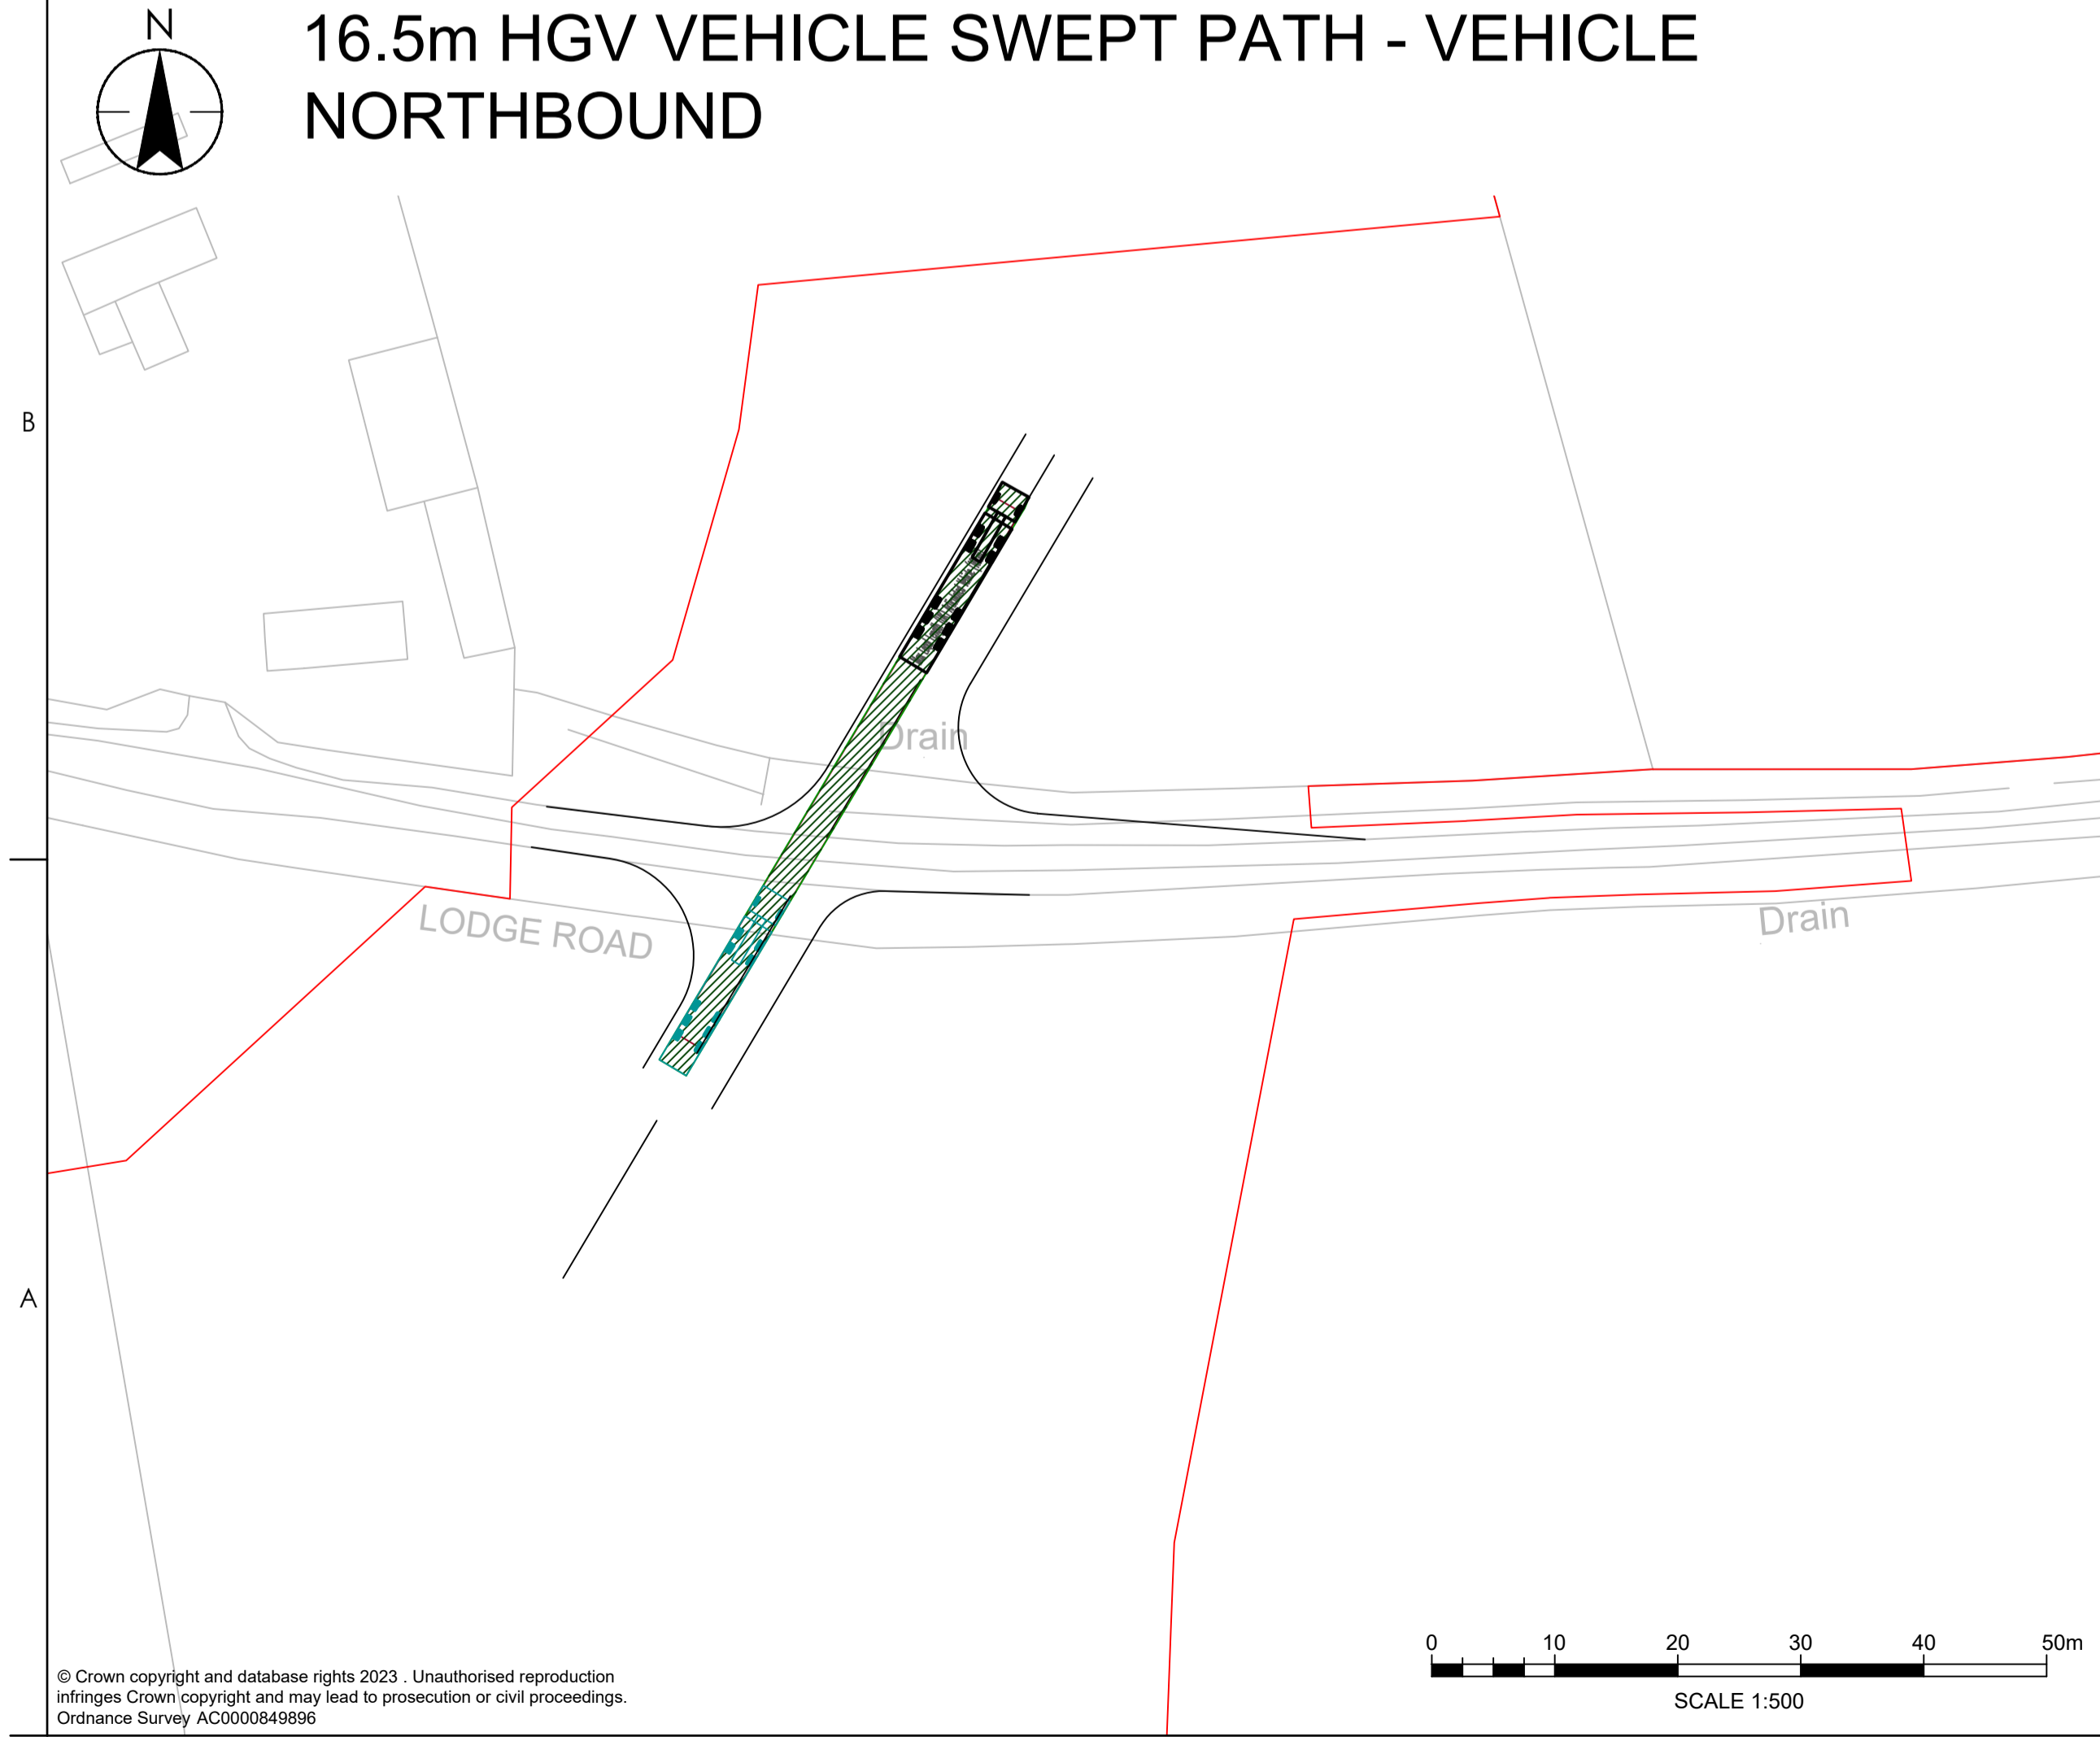 N
16.5m HGV VEHICLE SWEPT PATH - VEHICLE
NORTHBOUND
B
Drain
LODGE ROAD
Drain
A
0 10 20 30 40 50m
SCALE 1:500
© Crown copyright and database rights 2023 . Unauthorised reproduction
infringes Crown copyright and may lead to prosecution or civil proceedings.
Ordnance Survey AC0000849896